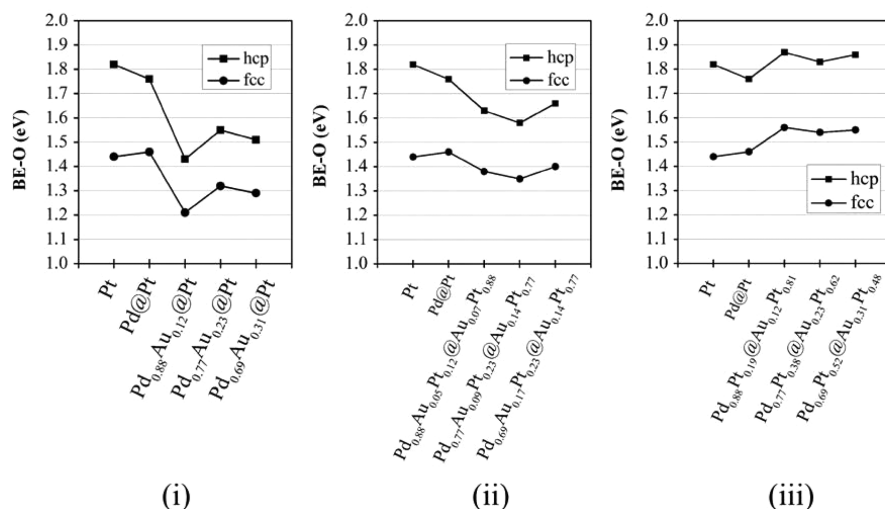 2.0
1.9
1.8
1.7
1.6
1.5
1.4
1.3
1.2
1.1
1.0
BE-O (eV)
hcp
fcc
Pt
Pd@Pt
Pd0.88Au0.12@Pt
Pd0.77Au0.23@Pt
Pd0.69Au0.31@Pt
(i)
2.0
1.9
1.8
1.7
1.6
1.5
1.4
1.3
1.2
1.1
1.0
BE-O (eV)
hcp
fcc
Pt
Pd@Pt
Pd0.88Au0.05Pt0.12@Au0.07Pt0.88
Pd0.77Au0.09Pt0.23@Au0.14Pt0.77
Pd0.69Au0.17Pt0.23@Au0.14Pt0.77
(ii)
2.0
1.9
1.8
1.7
1.6
1.5
1.4
1.3
1.2
1.1
1.0
BE-O (eV)
hcp
fcc
Pt
Pd@Pt
Pd0.88Pt0.19@Au0.12Pt0.81
Pd0.77Pt0.38@Au0.23Pt0.62
Pd0.69Pt0.52@Au0.31Pt0.48
(iii)